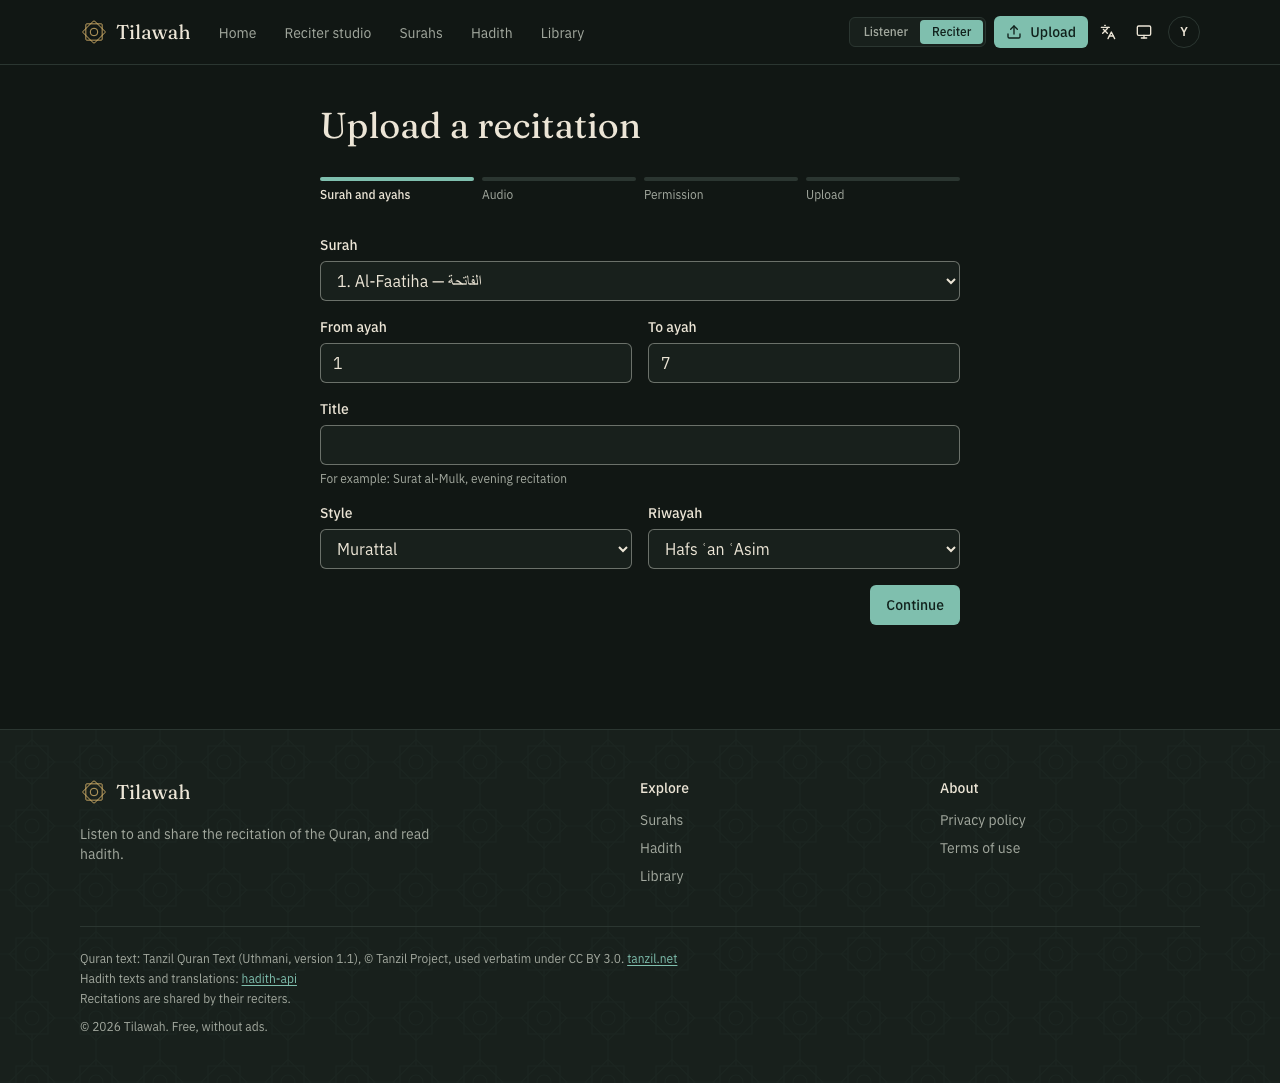 Tilawah
Home
Reciter studio
Surahs
Hadith
Library
Listener
Reciter
Upload
Y
Upload a recitation
Surah and ayahs
Audio
Permission
Upload
Surah
1. Al-Faatiha — الفاتحة
From ayah
To ayah
1
7
Title
For example: Surat al-Mulk, evening recitation
Style
Riwayah
Murattal
Hafs ʿan ʿAsim
Continue
Tilawah
Listen to and share the recitation of the Quran, and read
hadith.
Explore
Surahs
Hadith
Library
About
Privacy policy
Terms of use
Quran text: Tanzil Quran Text (Uthmani, version 1.1), © Tanzil Project, used verbatim under CC BY 3.0. tanzil.net
Hadith texts and translations: hadith-api
Recitations are shared by their reciters.
© 2026 Tilawah. Free, without ads.